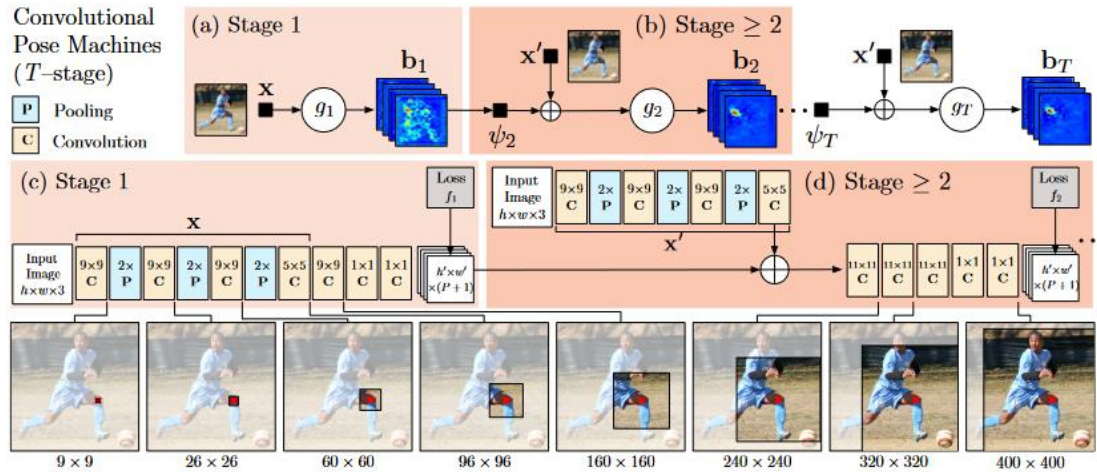 Convolutional
Pose Machines
(T–stage)
P Pooling
C Convolution
(a) Stage 1
x
g₁
b₁
(b) Stage ≥ 2
x′
ψ₂
⊕
g₂
b₂
...
ψ_T
⊕
g_T
b_T
(c) Stage 1
Input
Image
h×w×3
x
9×9
C
2×
P
9×9
C
2×
P
9×9
C
2×
P
5×5
C
9×9
C
1×1
C
1×1
C
Loss
f₁
h′×w′
×(P+1)
(d) Stage ≥ 2
Input
Image
h×w×3
9×9
C
2×
P
9×9
C
2×
P
9×9
C
2×
P
5×5
C
x′
⊕
11×11
C
11×11
C
11×11
C
1×1
C
1×1
C
Loss
f₂
h′×w′
×(P+1)
...
9 × 9
26 × 26
60 × 60
96 × 96
160 × 160
240 × 240
320 × 320
400 × 400